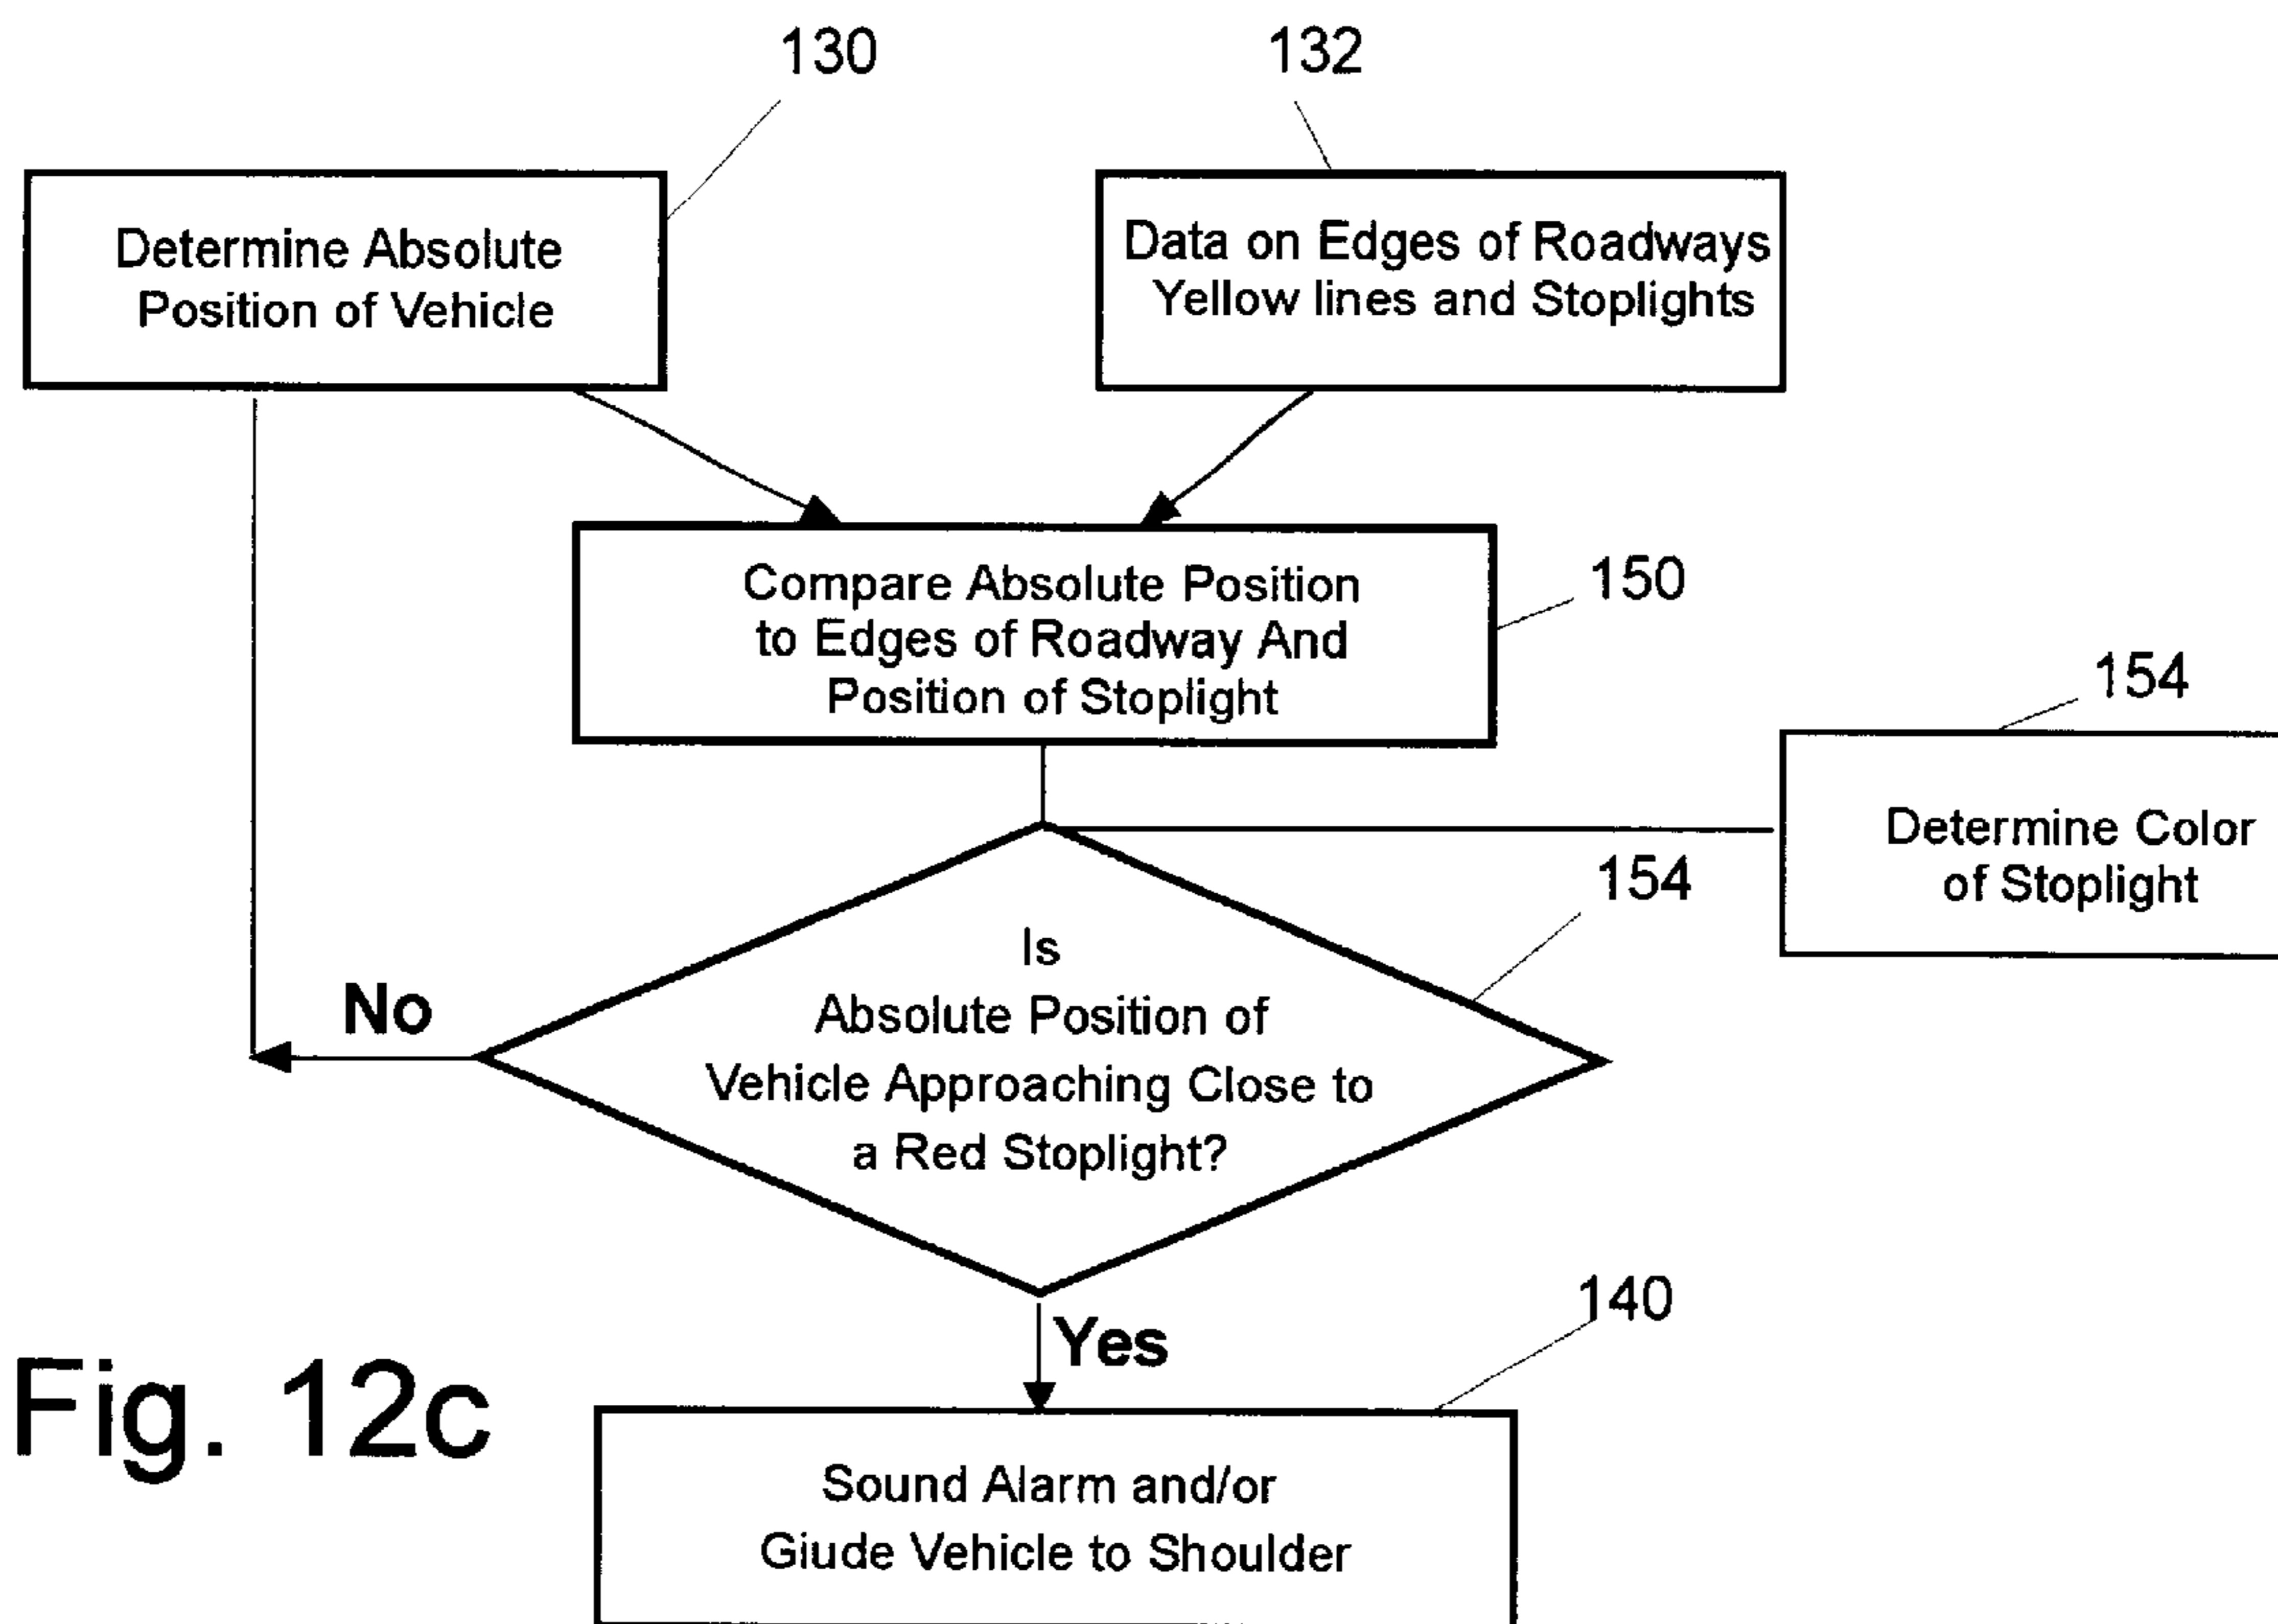 130
132
Determine Absolute
Position of Vehicle
Data on Edges of Roadways
Yellow lines and Stoplights
Compare Absolute Position
to Edges of Roadway And
Position of Stoplight
150
154
Determine Color
of Stoplight
154
Is
Absolute Position of
Vehicle Approaching Close to
a Red Stoplight?
No
Yes
140
Fig. 12c
Sound Alarm and/or
Giude Vehicle to Shoulder